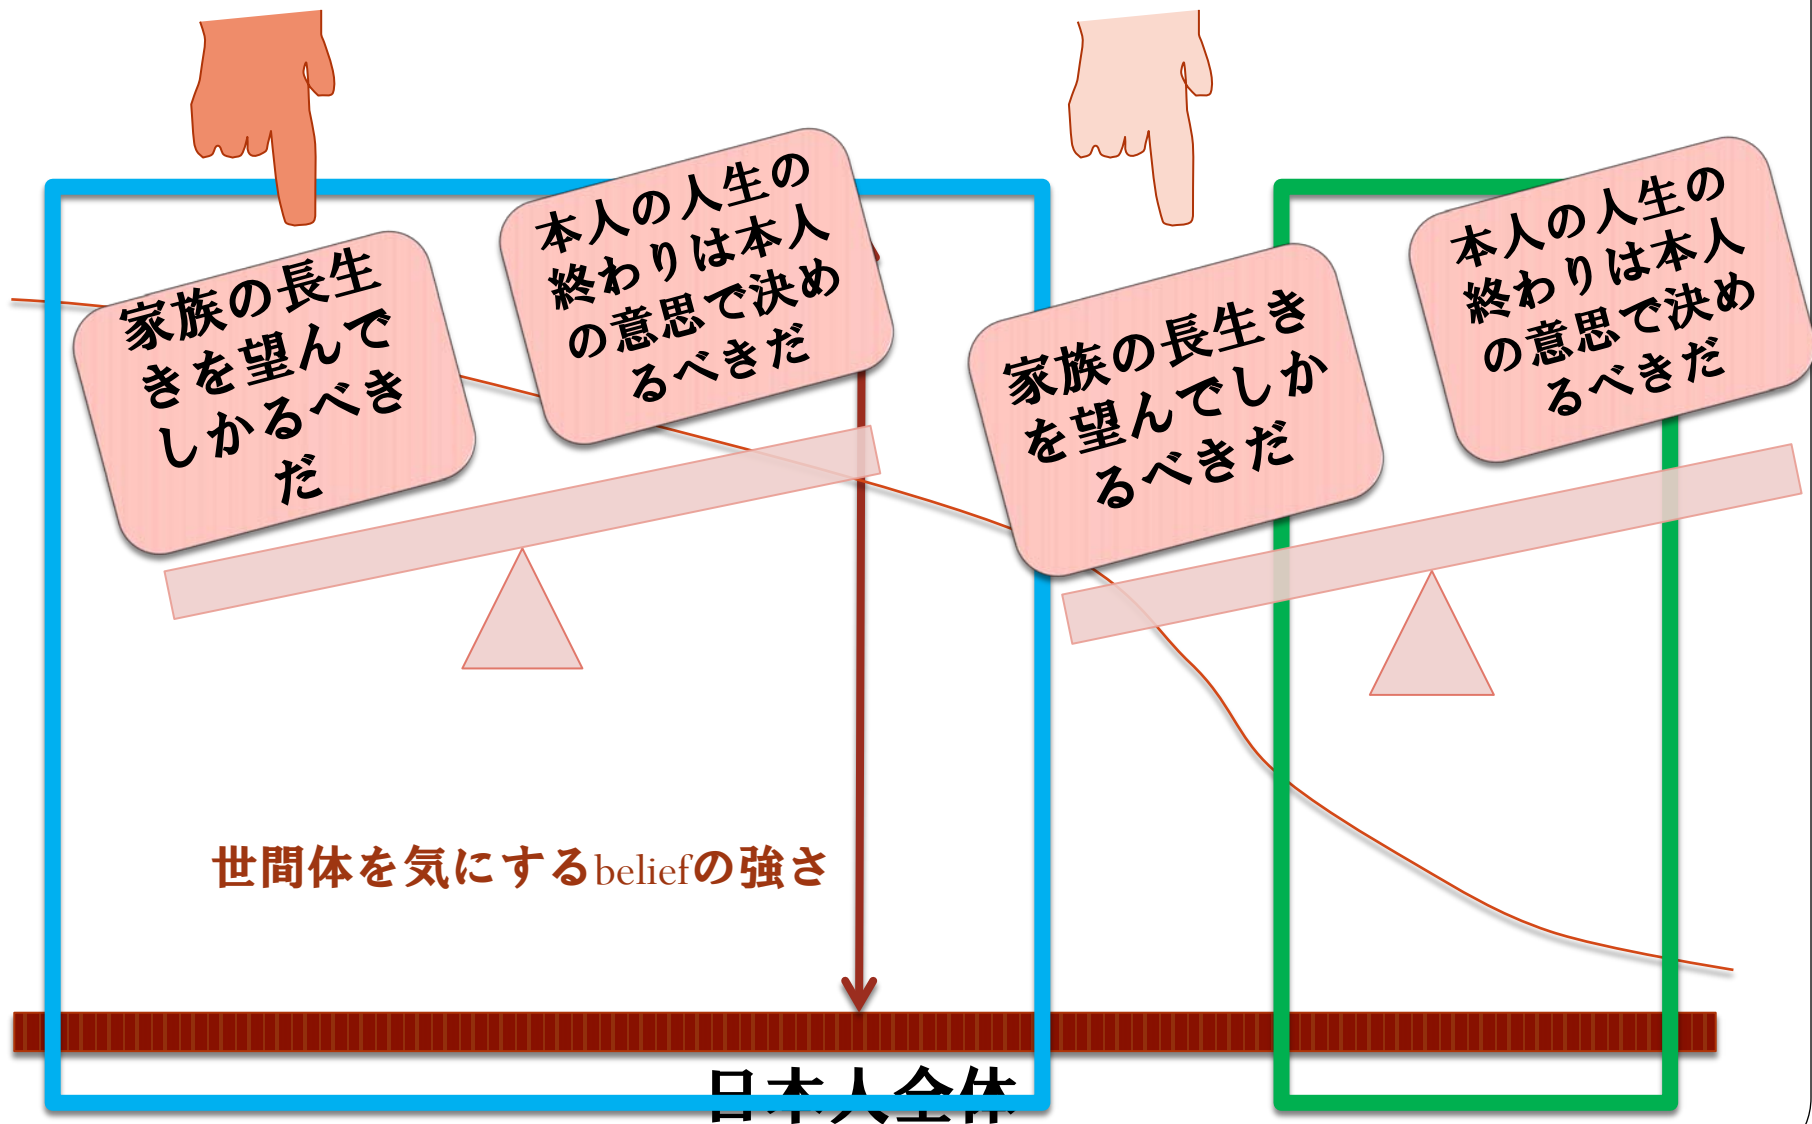 家族の長生
きを望んで
しかるべき
だ
本人の人生の
終わりは本人
の意思で決め
るべきだ
家族の長生き
を望んでしか
るべきだ
本人の人生の
終わりは本人
の意思で決め
るべきだ
世間体を気にするbeliefの強さ
日本人全体